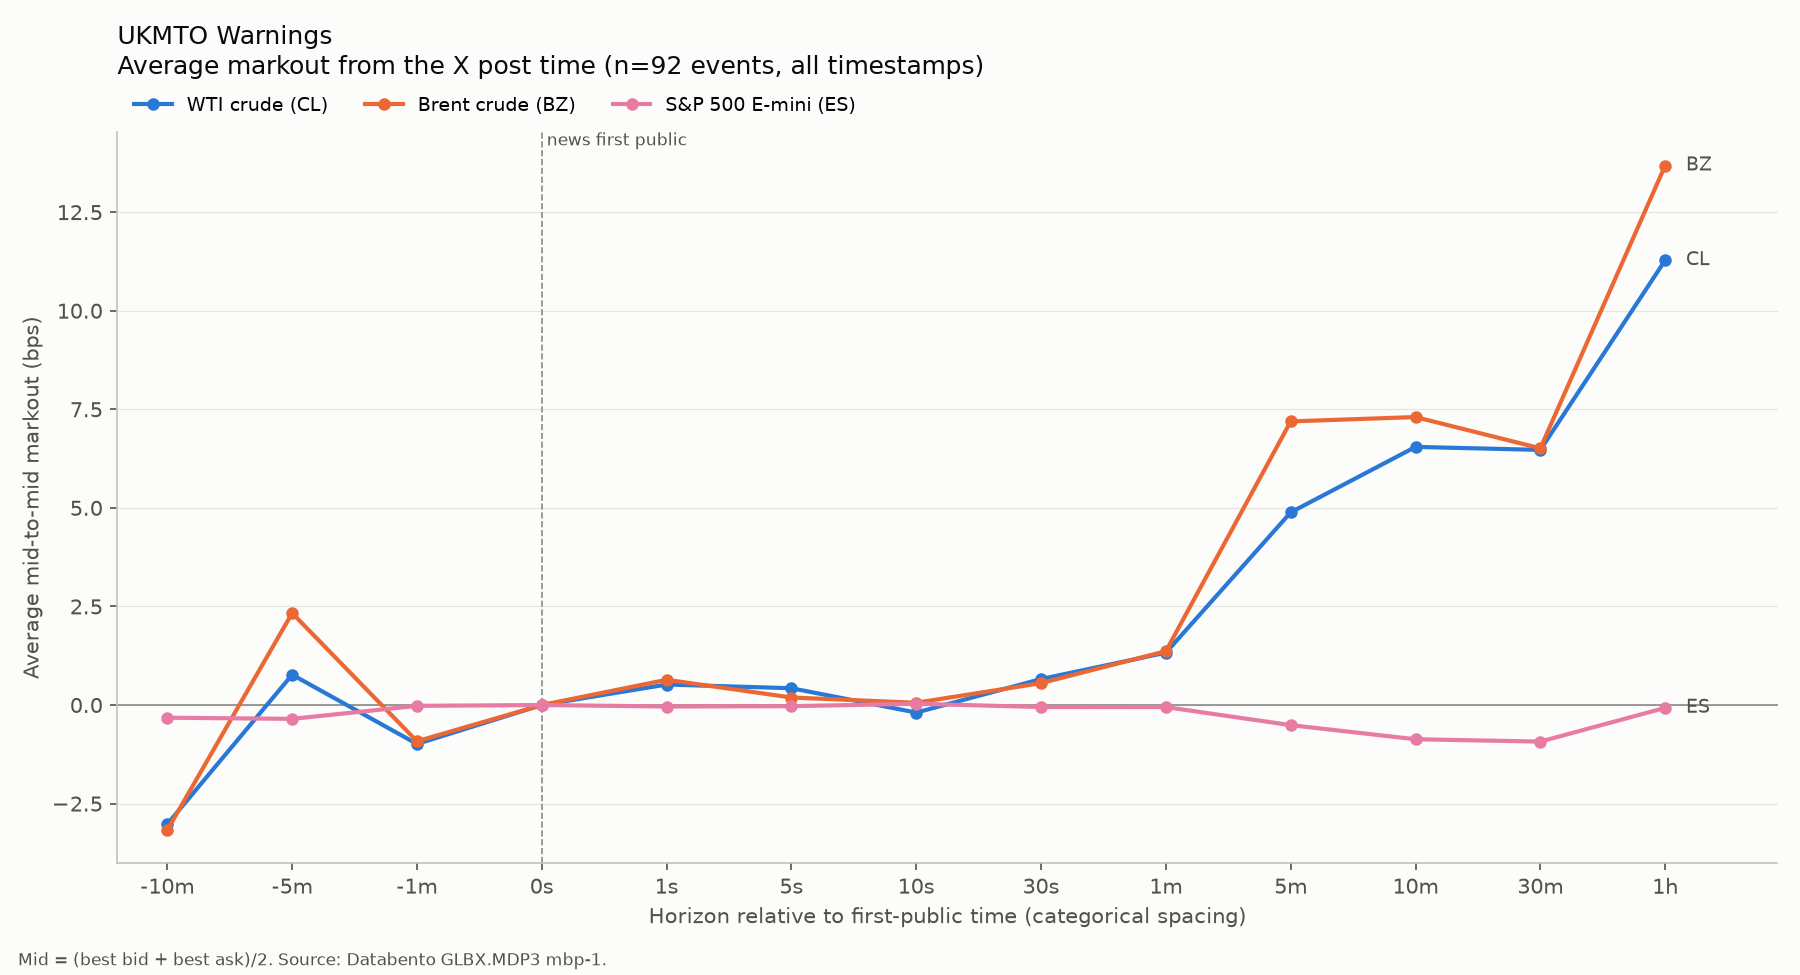 UKMTO Warnings
Average markout from the X post time (n=92 events, all timestamps)
WTI crude (CL) Brent crude (BZ) S&P 500 E-mini (ES)
news first public
BZ
CL
ES
Average mid-to-mid markout (bps)
12.5
10.0
7.5
5.0
2.5
0.0
−2.5
-10m -5m -1m 0s 1s 5s 10s 30s 1m 5m 10m 30m 1h
Horizon relative to first-public time (categorical spacing)
Mid = (best bid + best ask)/2. Source: Databento GLBX.MDP3 mbp-1.